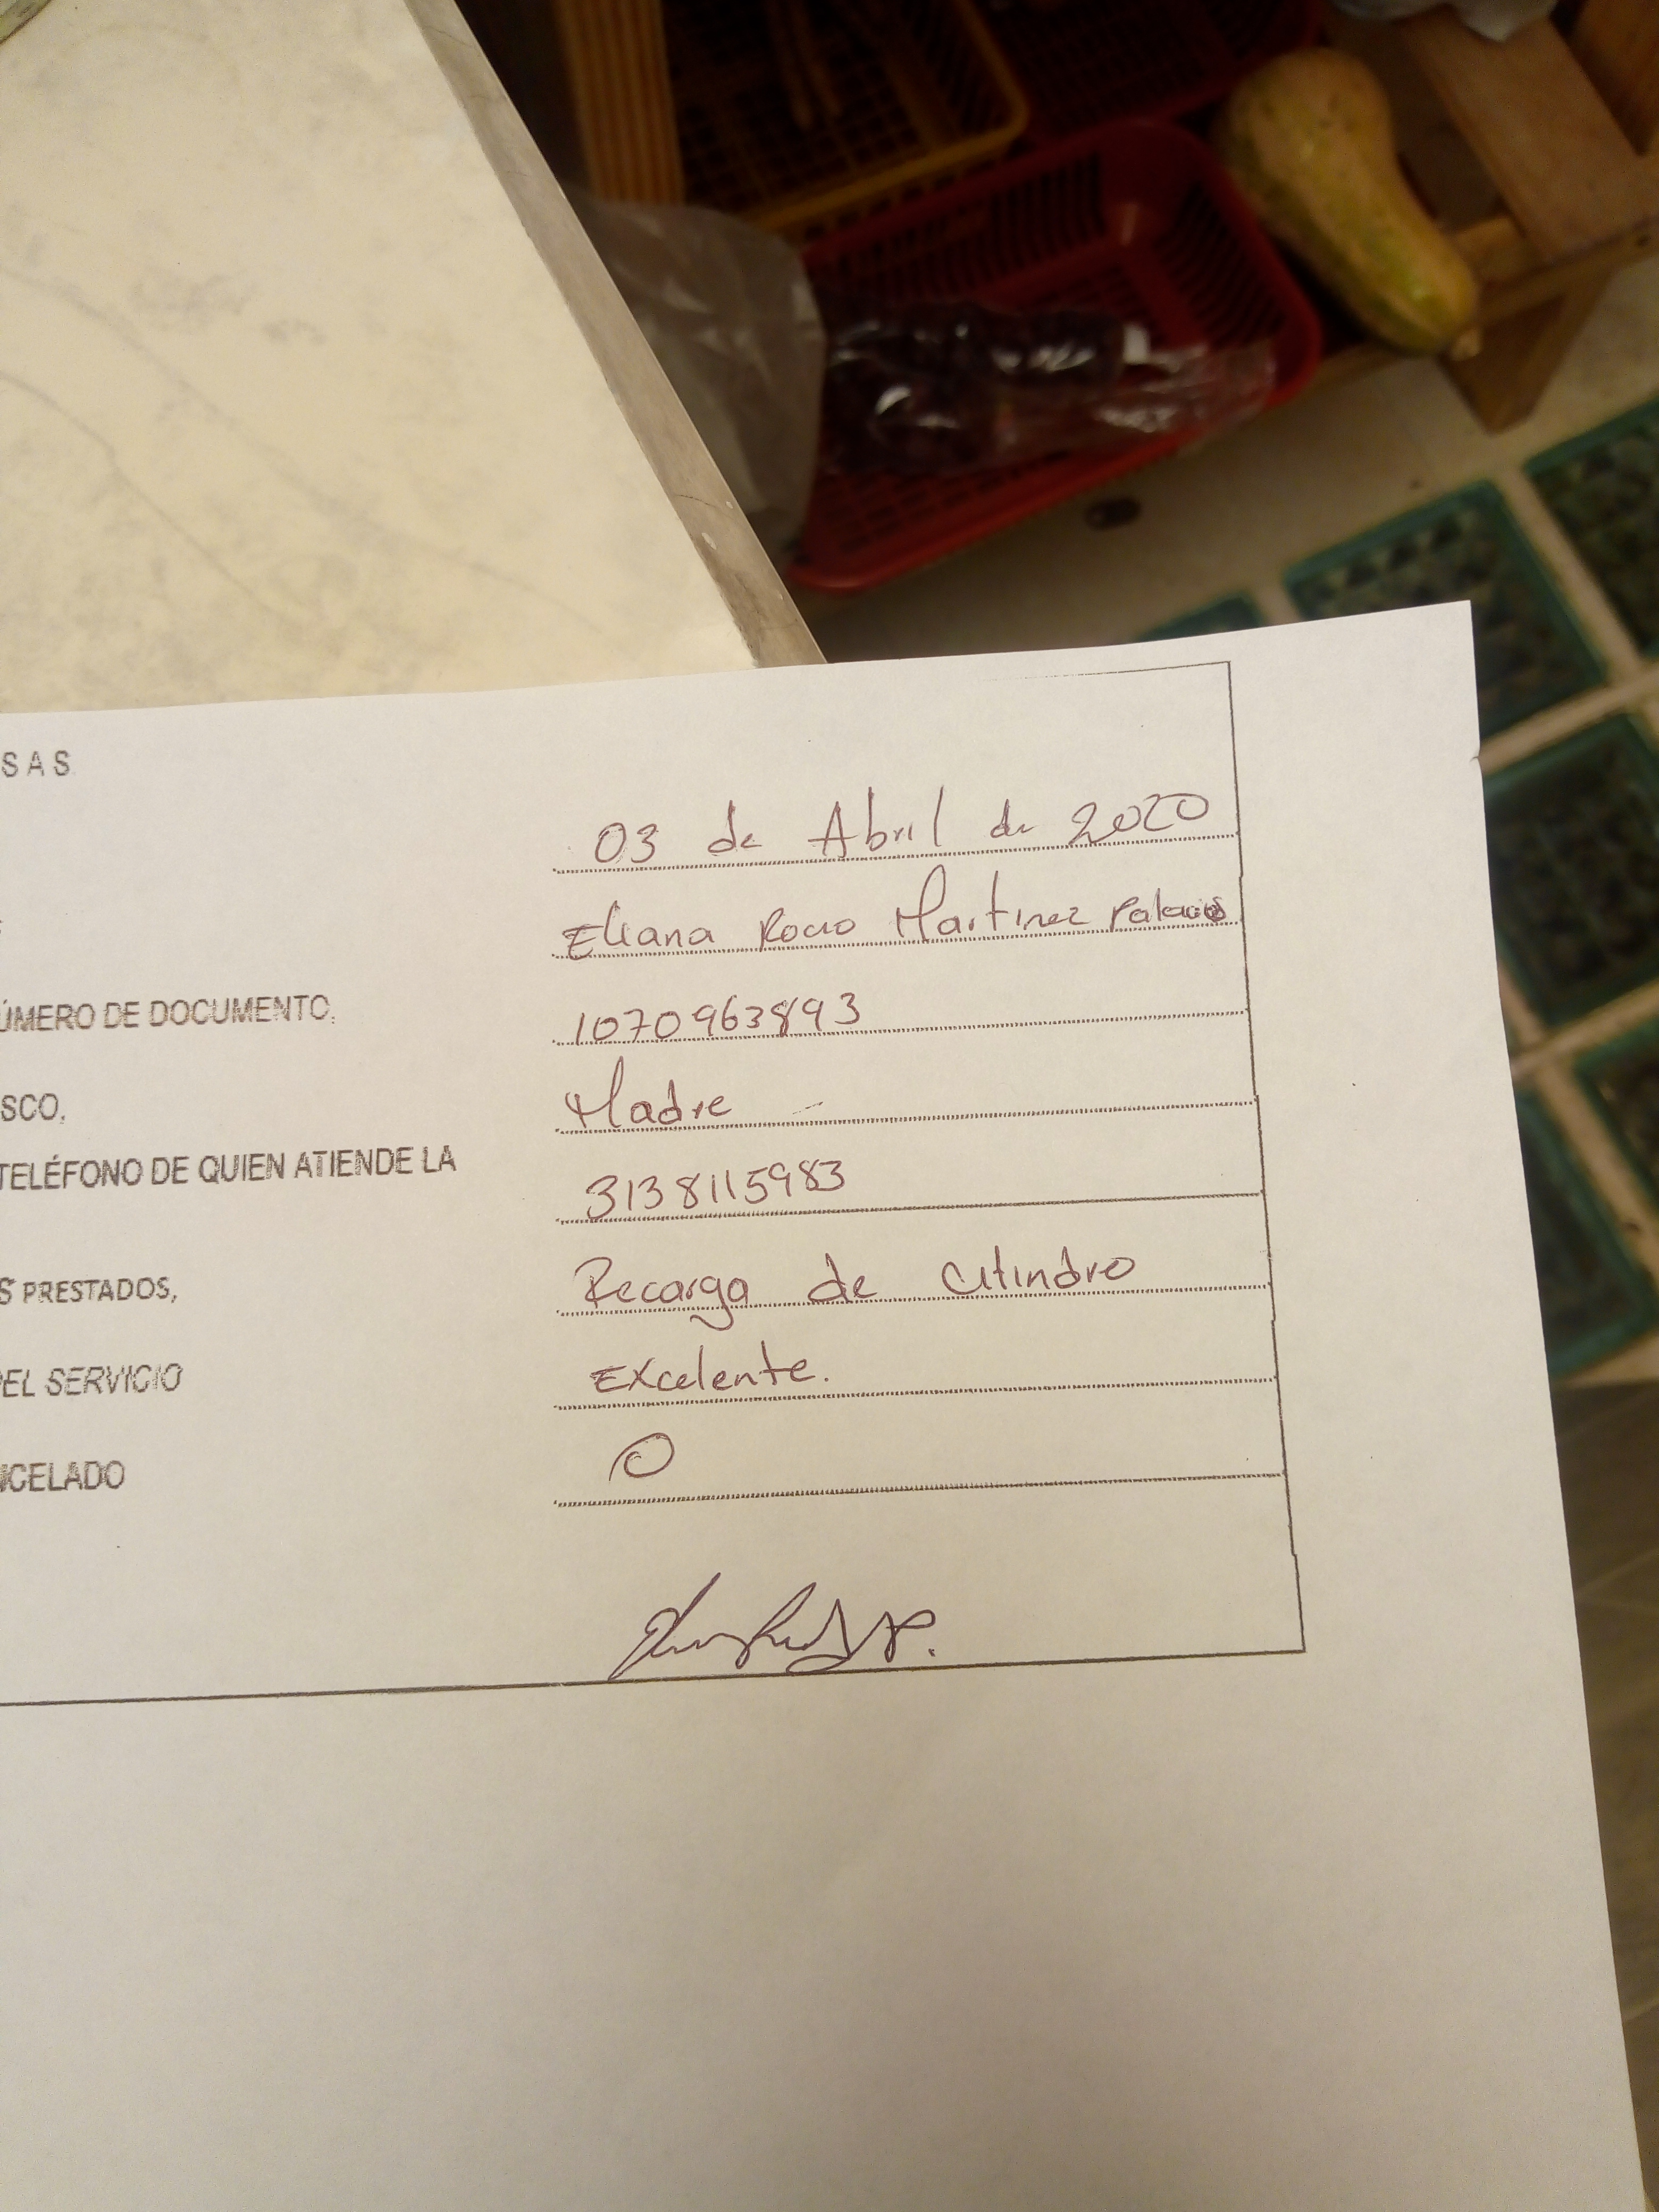 S A S
03 de Abril de 2020
Eliana Rocio Martinez Palacios
ÚMERO DE DOCUMENTO, 1070963893
SCO, Madre
TELÉFONO DE QUIEN ATIENDE LA 3138115983
S PRESTADOS, Recarga de Cilindro
EL SERVICIO Excelente.
CELADO 0